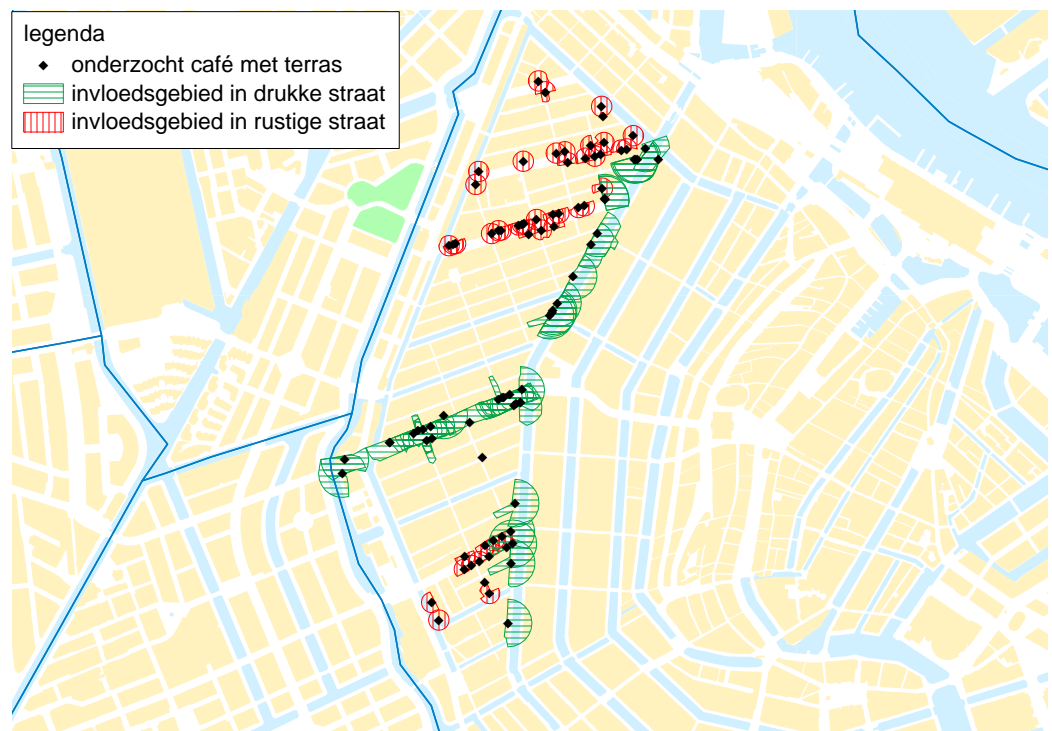 legenda
onderzocht café met terras
invloedsgebied in drukke straat
invloedsgebied in rustige straat